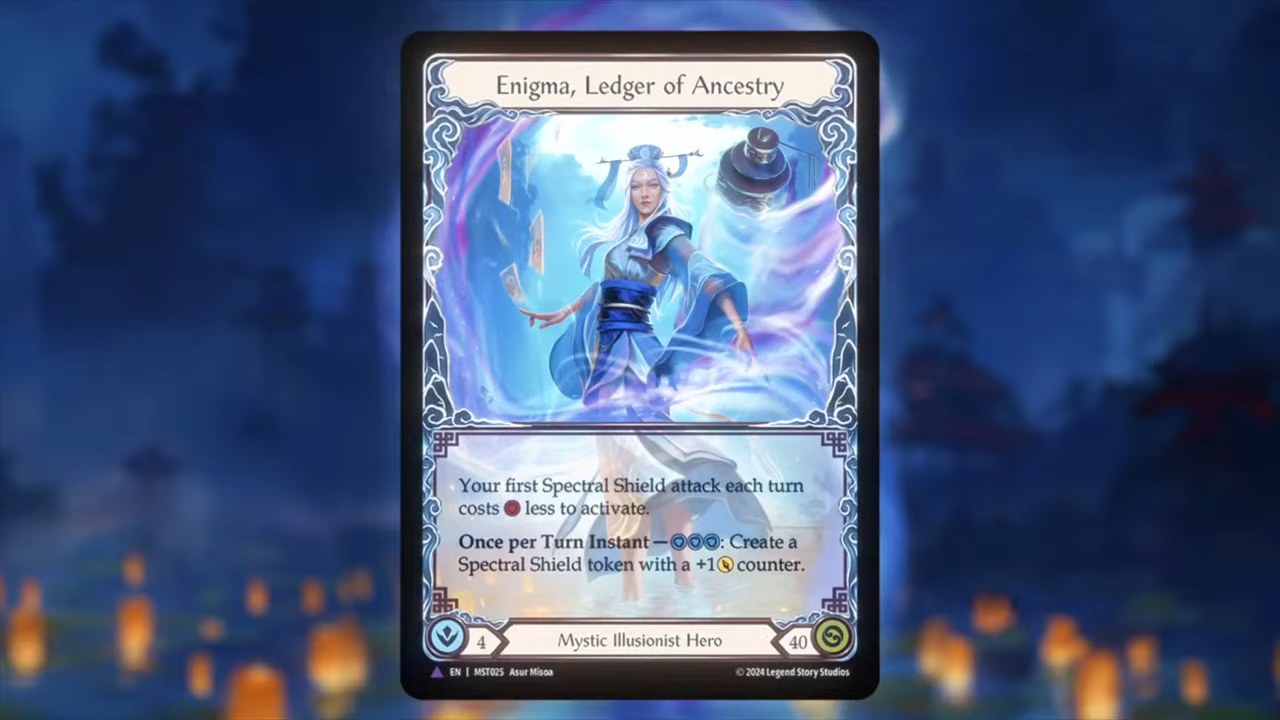 Enigma, Ledger of Ancestry
Your first Spectral Shield attack each turn
costs less to activate.
Once per Turn Instant — : Create a
Spectral Shield token with a +1 counter.
4
Mystic Illusionist Hero
40
EN | MST025 Asur Misoa
© 2024 Legend Story Studios